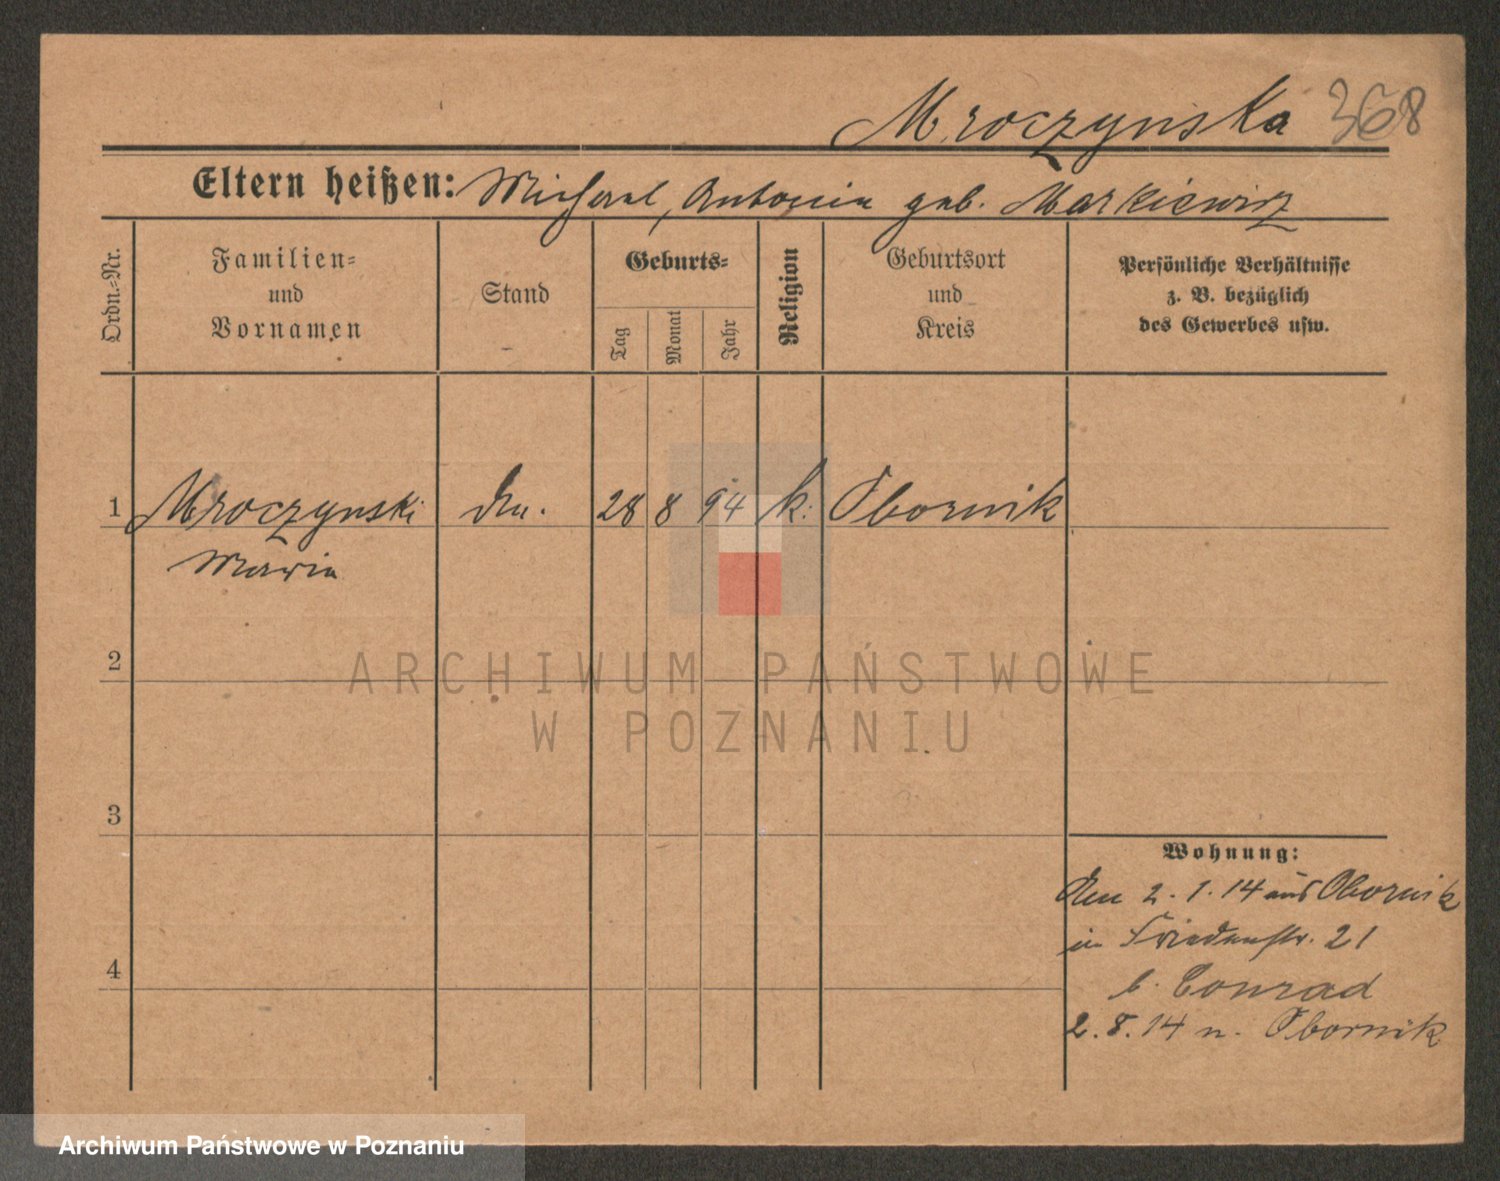 Mroczynska 368
Eltern heißen: Michael, Antonia geb. Markiewicz
Ordn.-Nr.
Familien-
und
Vornamen
Stand
Geburts-
Tag
Monat
Jahr
Religion
Geburtsort
und
Kreis
Persönliche Verhältnisse
z. B. bezüglich
des Gewerbes usw.
1 Mroczynski 28 8 94 k. Obornik
Maria
2
3
4
Wohnung:
Den 2.1.14 aus Obornik
in Friedenstr. 21
b. Conrad
2.8.14 n. Obornik
ARCHIWUM PAŃSTWOWE
W POZNANIU
Archiwum Państwowe w Poznaniu